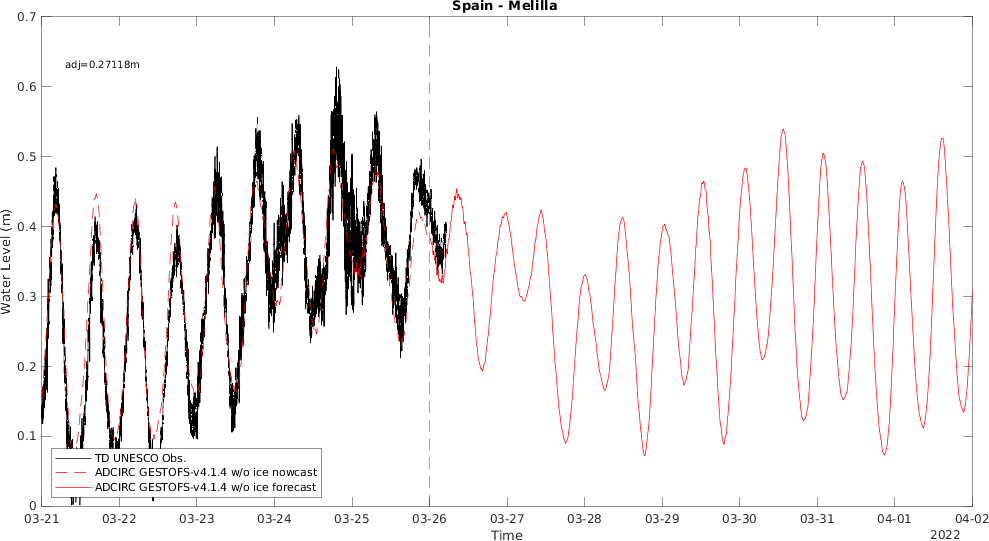 Spain - Melilla
adj=0.27118m
Water Level (m)
0.7
0.6
0.5
0.4
0.3
0.2
0.1
0
TD UNESCO Obs.
ADCIRC GESTOFS-v4.1.4 w/o ice nowcast
ADCIRC GESTOFS-v4.1.4 w/o ice forecast
03-21 03-22 03-23 03-24 03-25 03-26 03-27 03-28 03-29 03-30 03-31 04-01 04-02
Time
2022